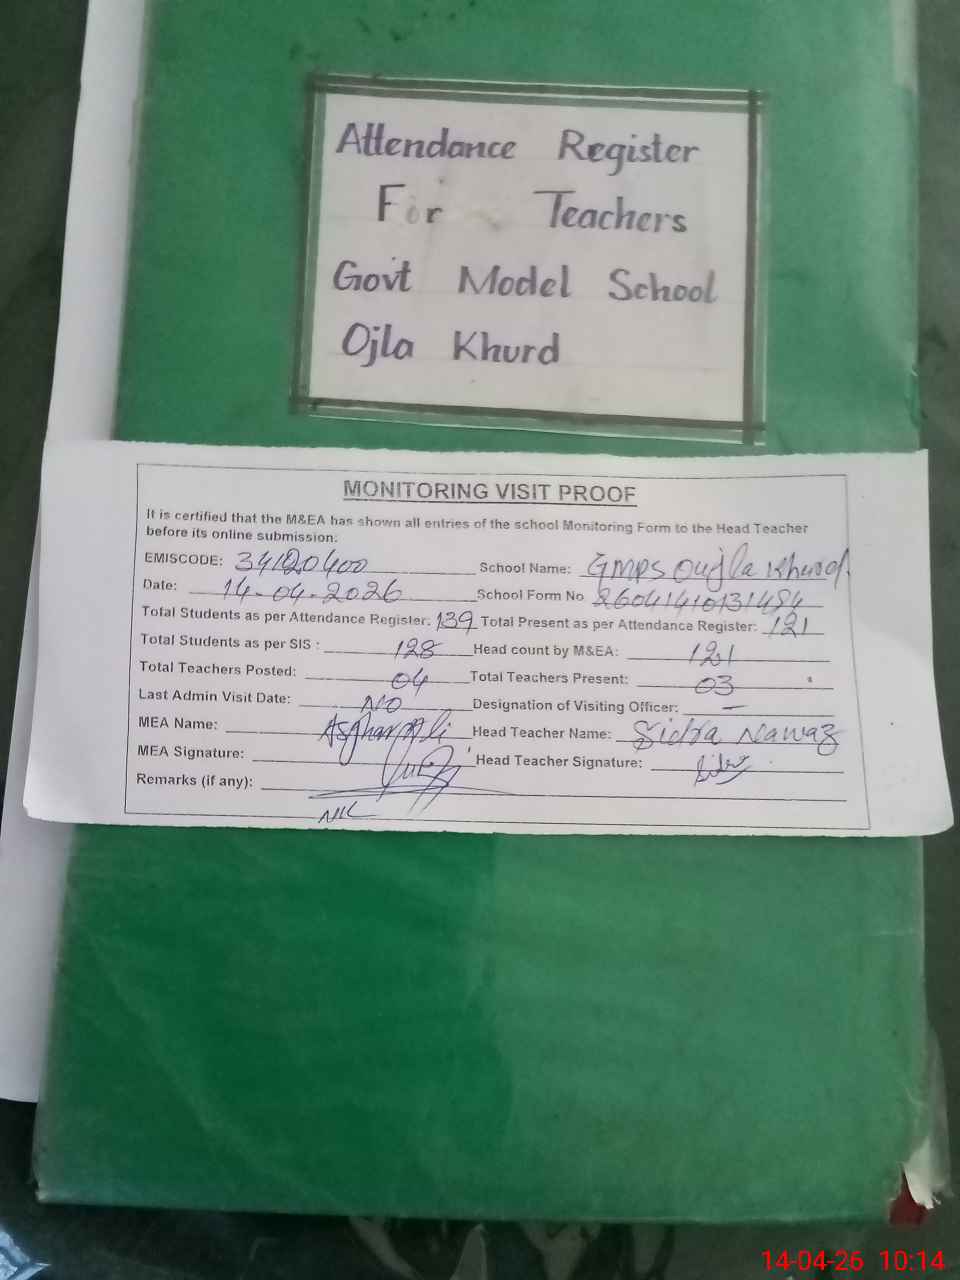 Attendance Register
For Teachers
Govt Model School
Ojla Khurd
MONITORING VISIT PROOF
It is certified that the M&EA has shown all entries of the school Monitoring Form to the Head Teacher
before its online submission.
EMISCODE: 34120400 School Name: GMPS Oujla Khurd.
Date: 14-04-2026 School Form No 26041410131484
Total Students as per Attendance Register: 139 Total Present as per Attendance Register: 121
Total Students as per SIS : 128 Head count by M&EA: 121
Total Teachers Posted: 04 Total Teachers Present: 03
Last Admin Visit Date: NO Designation of Visiting Officer: -
MEA Name: Asghar Ali Head Teacher Name: Sidra Nawaz
MEA Signature: Head Teacher Signature:
Remarks (if any):
NIL
14-04-26 10:14